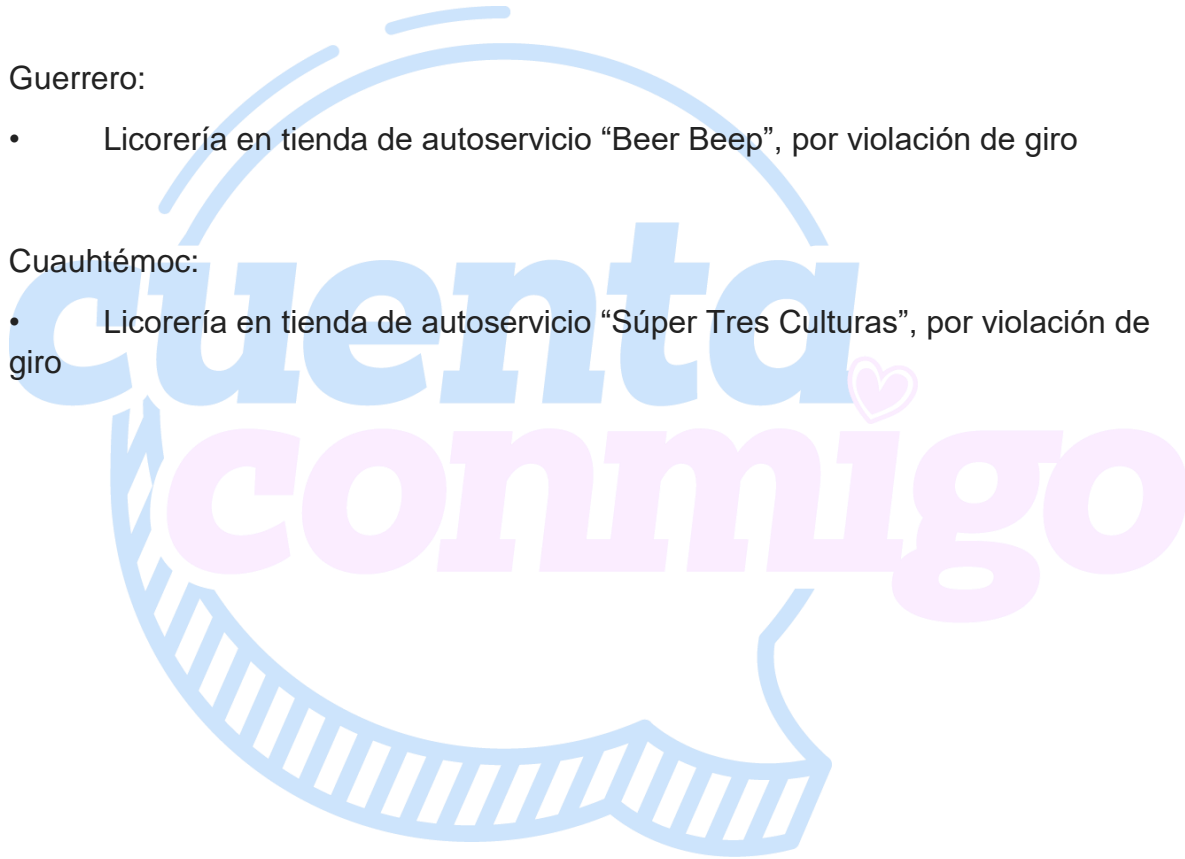 Guerrero:
• Licorería en tienda de autoservicio “Beer Beep”, por violación de giro
Cuauhtémoc:
• Licorería en tienda de autoservicio “Súper Tres Culturas”, por violación de
giro
cuenta
conmigo